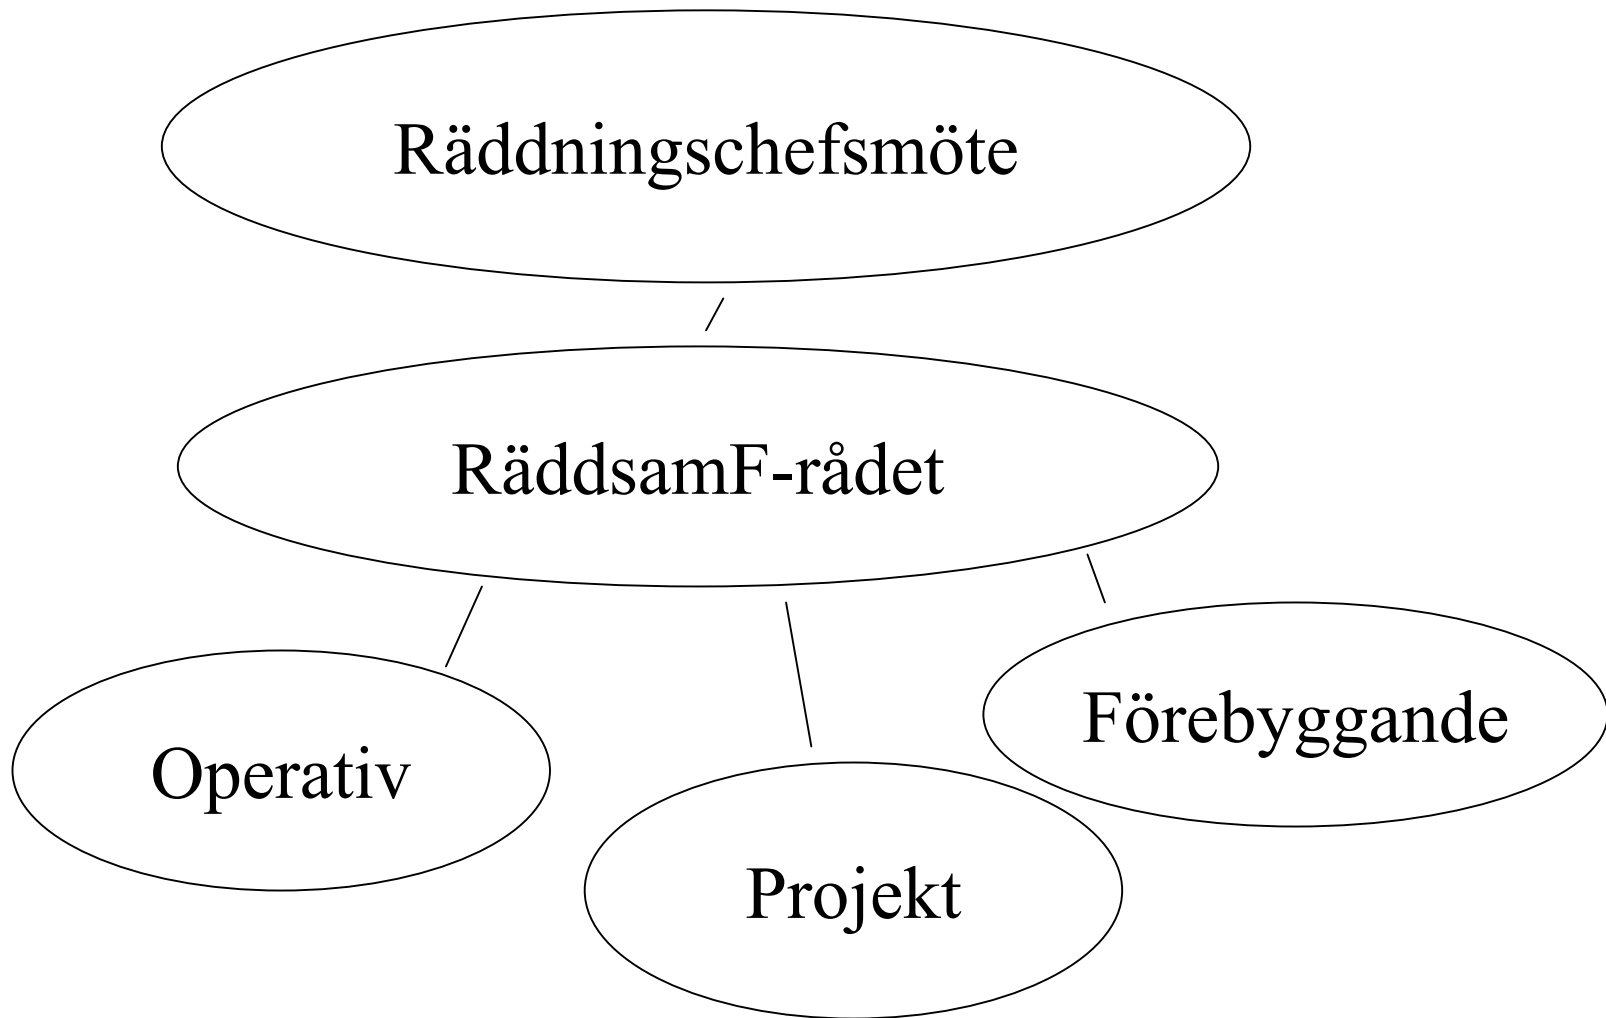 Räddningschefsmöte
RäddsamF-rådet
Operativ
Projekt
Förebyggande